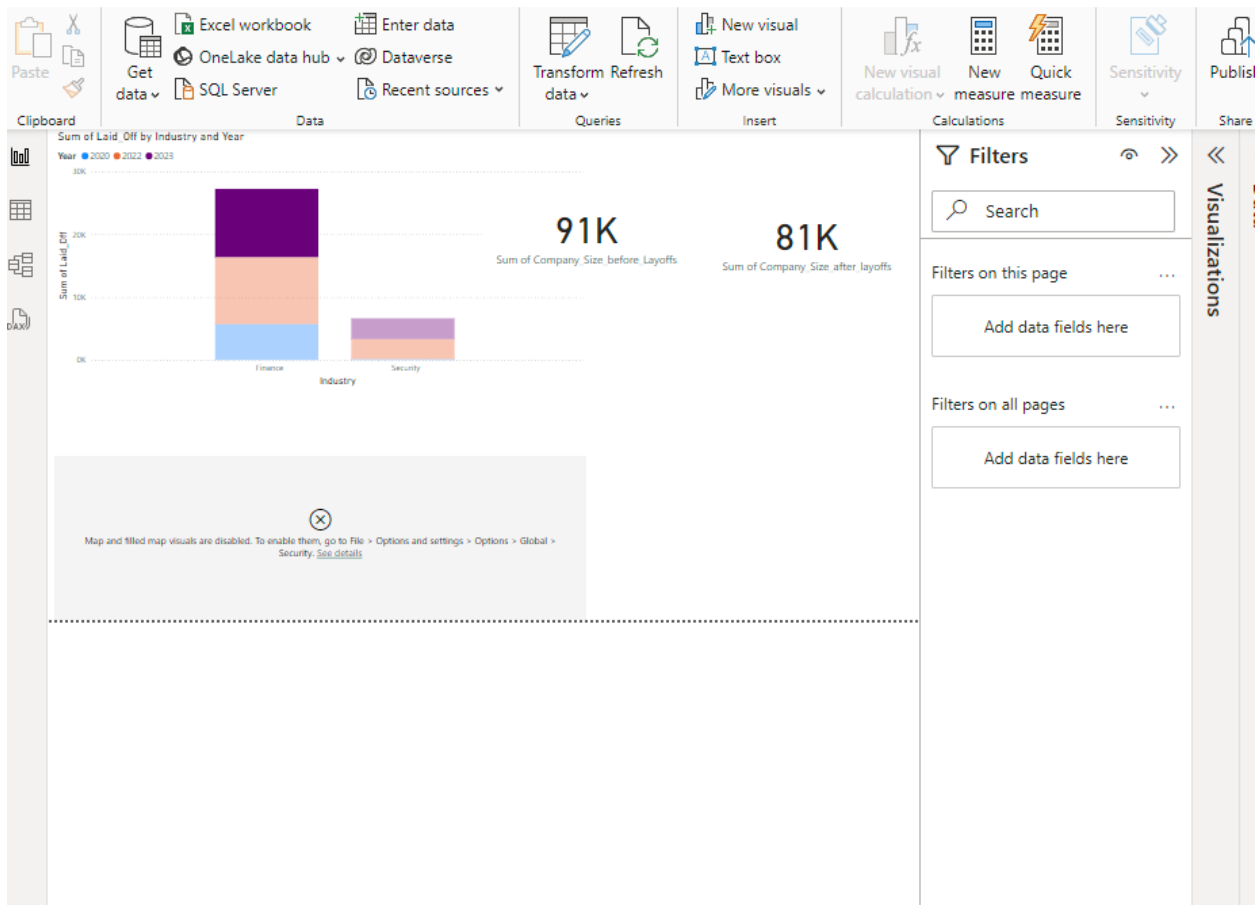 Paste
Clipboard
Get
data
Excel workbook
OneLake data hub
SQL Server
Enter data
Dataverse
Recent sources
Data
Transform
data
Refresh
Queries
New visual
Text box
More visuals
Insert
New visual
calculation
New
measure
Quick
measure
Calculations
Sensitivity
Sensitivity
Publish
Share
Sum of Laid_Off by Industry and Year
Year 2020 2022 2023
30K
20K
10K
0K
Sum of Laid_Off
Finance
Security
Industry
91K
Sum of Company_Size_before_Layoffs
81K
Sum of Company_Size_after_layoffs
Map and filled map visuals are disabled. To enable them, go to File > Options and settings > Options > Global >
Security. See details
DAX
Filters
Search
Filters on this page
Add data fields here
Filters on all pages
Add data fields here
Visualizations